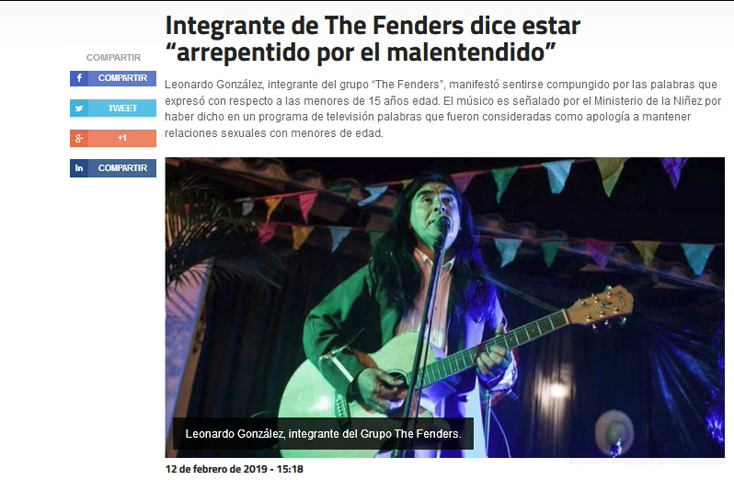 Integrante de The Fenders dice estar
“arrepentido por el malentendido”
COMPARTIR
COMPARTIR
TWEET
+1
COMPARTIR
Leonardo González, integrante del grupo “The Fenders”, manifestó sentirse compungido por las palabras que
expresó con respecto a las menores de 15 años edad. El músico es señalado por el Ministerio de la Niñez por
haber dicho en un programa de televisión palabras que fueron consideradas como apología a mantener
relaciones sexuales con menores de edad.
Leonardo González, integrante del Grupo The Fenders.
12 de febrero de 2019 - 15:18